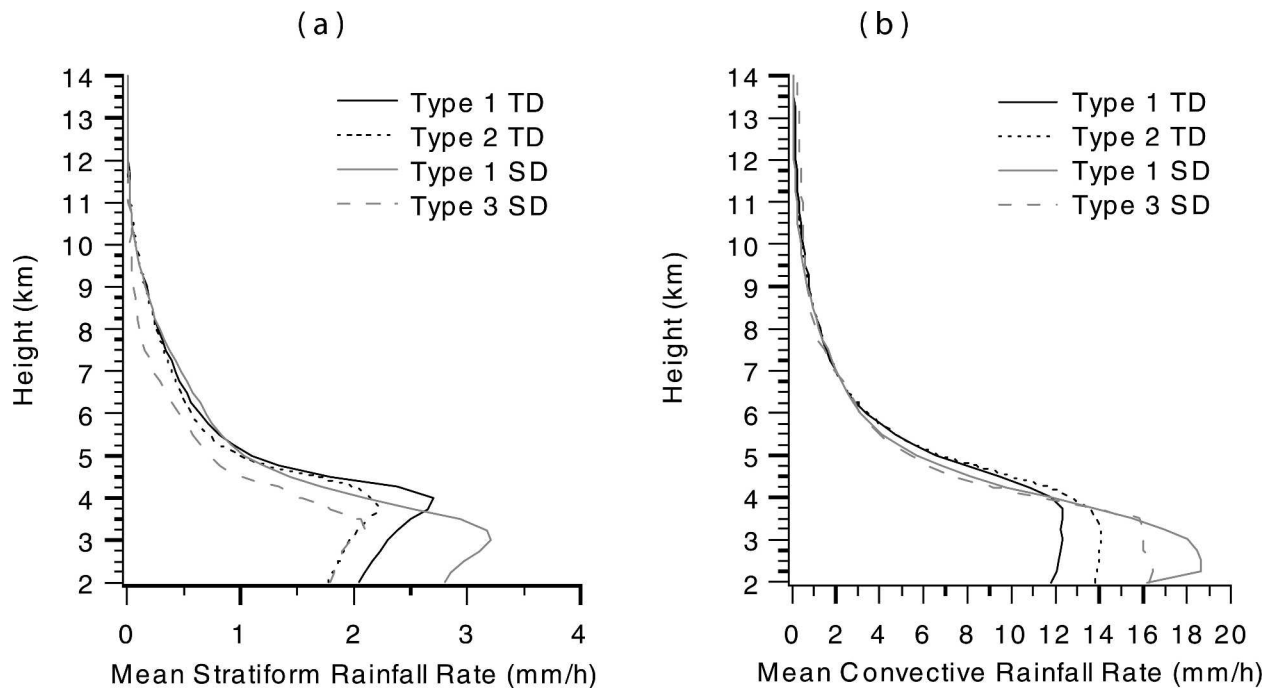 (a)
14
13
12
11
10
9
8
7
6
5
4
3
2
Height (km)
Type 1 TD
Type 2 TD
Type 1 SD
Type 3 SD
0 1 2 3 4
Mean Stratiform Rainfall Rate (mm/h)
(b)
14
13
12
11
10
9
8
7
6
5
4
3
2
Height (km)
Type 1 TD
Type 2 TD
Type 1 SD
Type 3 SD
0 2 4 6 8 10 12 14 16 18 20
Mean Convective Rainfall Rate (mm/h)